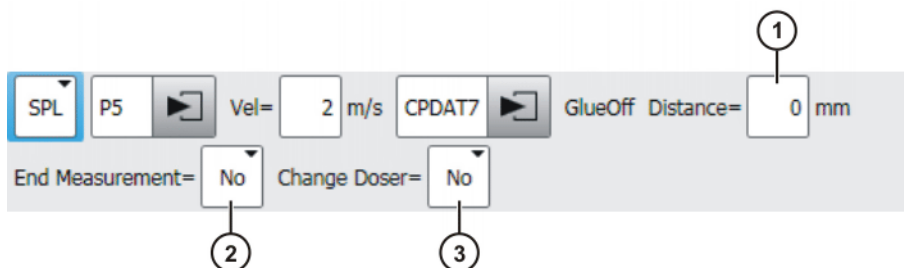 1
SPL P5 Vel= 2 m/s CPDAT7 GlueOff Distance= 0 mm
End Measurement= No Change Doser= No
2 3